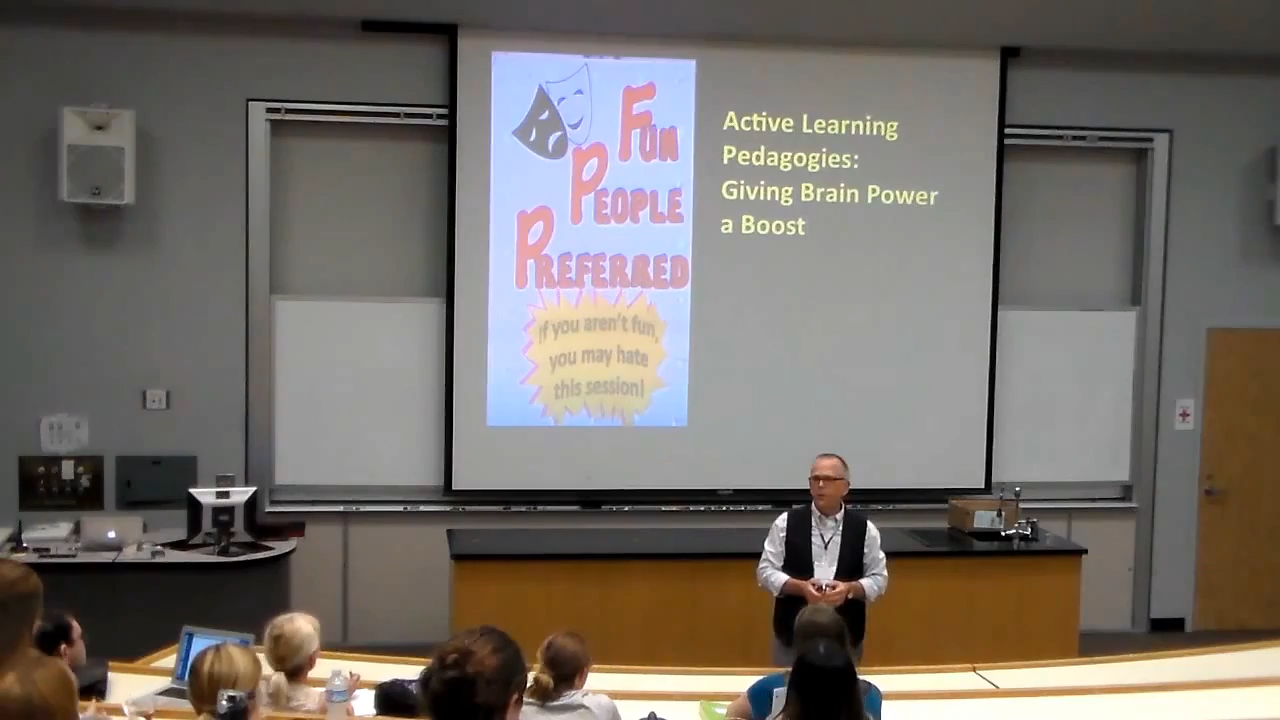 Fun
People
Preferred
If you aren't fun,
you may hate
this session!
Active Learning
Pedagogies:
Giving Brain Power
a Boost